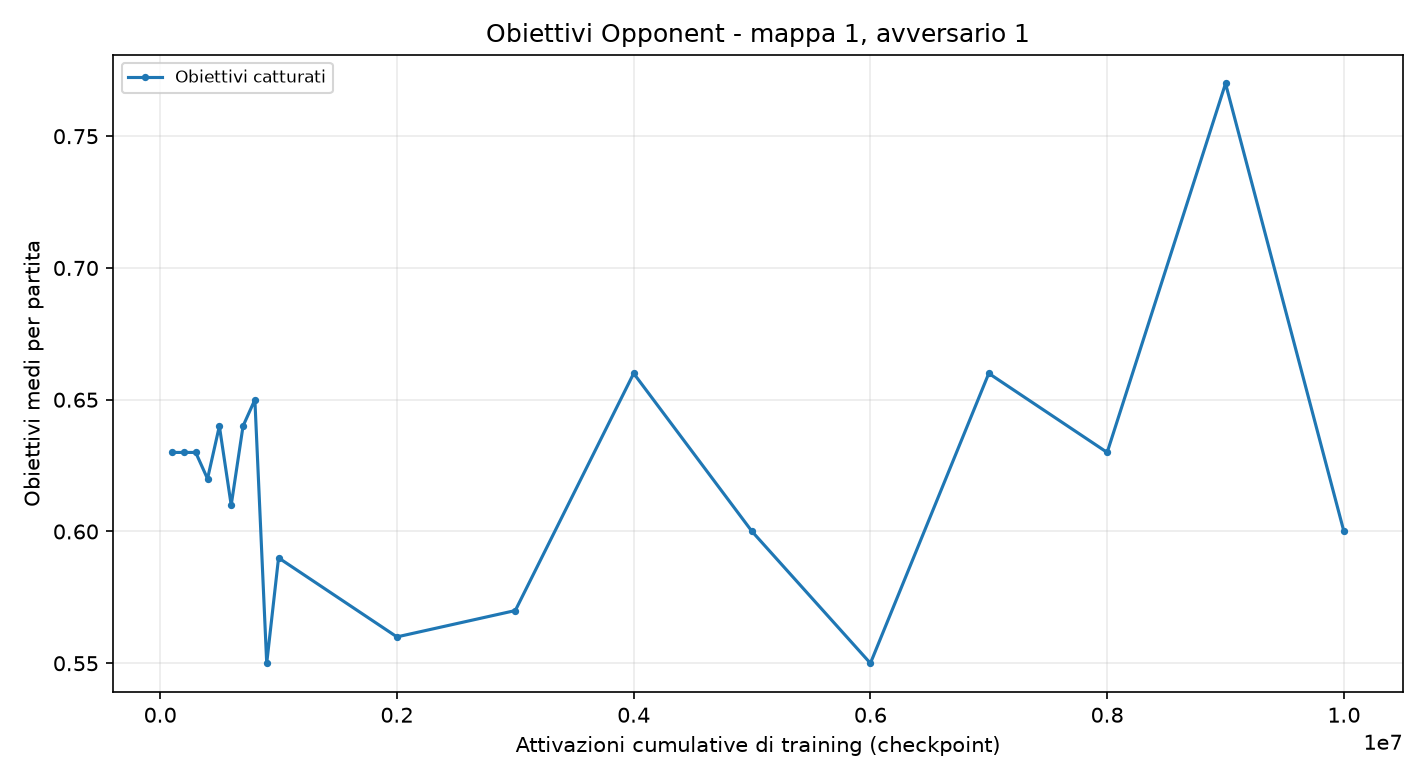 Obiettivi Opponent - mappa 1, avversario 1
Obiettivi catturati
Obiettivi medi per partita
0.75
0.70
0.65
0.60
0.55
0.0 0.2 0.4 0.6 0.8 1.0
1e7
Attivazioni cumulative di training (checkpoint)